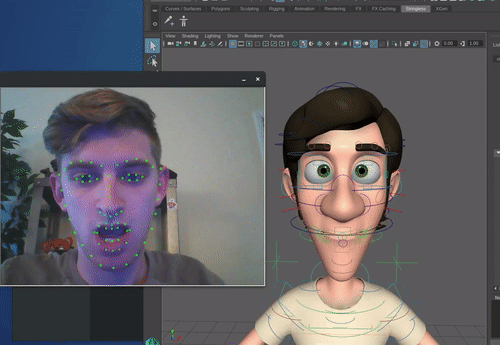 Curves / Surfaces Polygons Sculpting Rigging Animation Rendering FX FX Caching Stringless XGen
View Shading Lighting Show Renderer Panels
0.00 1.00